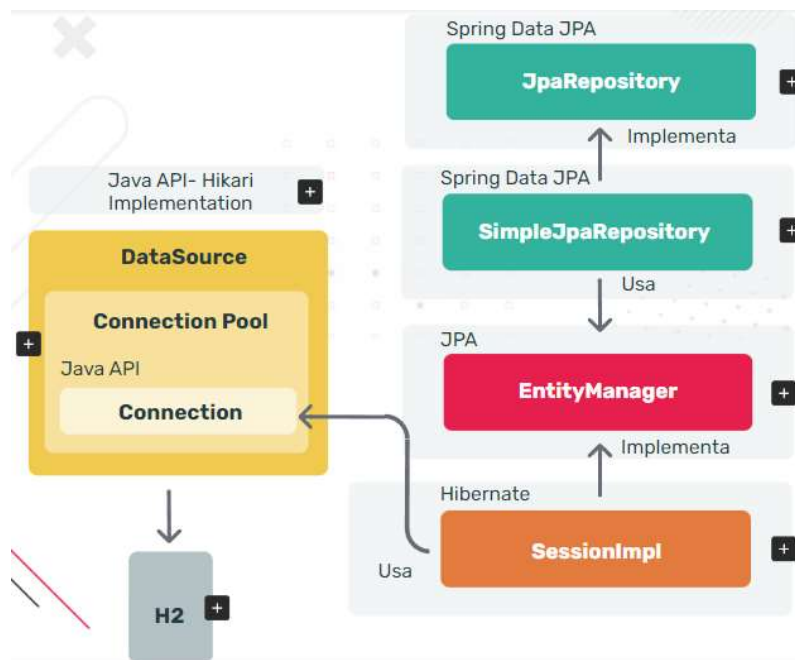 Spring Data JPA
JpaRepository
Implementa
Spring Data JPA
SimpleJpaRepository
Usa
JPA
EntityManager
Implementa
Hibernate
SessionImpl
Usa
Java API- Hikari
Implementation
DataSource
Connection Pool
Java API
Connection
H2